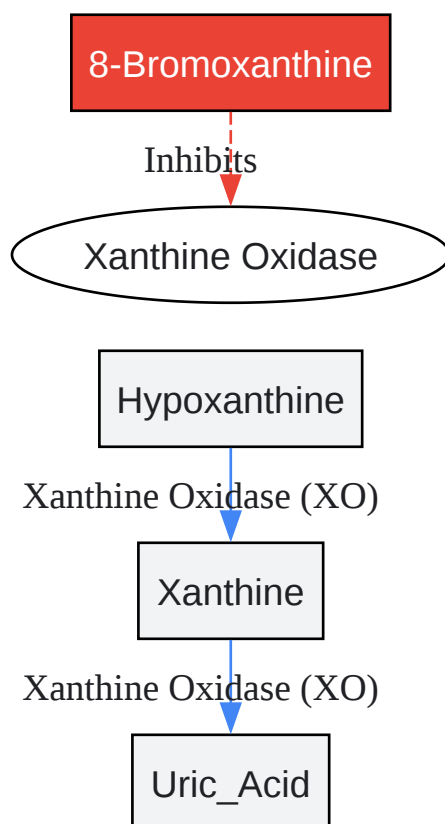 8-Bromoxanthine
Inhibits
Xanthine Oxidase
Hypoxanthine
Xanthine Oxidase (XO)
Xanthine
Xanthine Oxidase (XO)
Uric_Acid